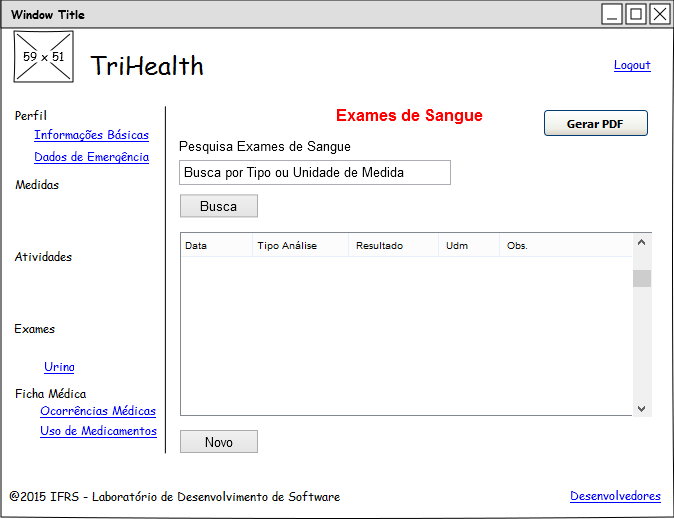 Window Title
59 x 51
TriHealth
Logout
Perfil
Informações Básicas
Dados de Emergência
Medidas
Atividades
Exames
Urina
Ficha Médica
Ocorrências Médicas
Uso de Medicamentos
Exames de Sangue
Gerar PDF
Pesquisa Exames de Sangue
Busca por Tipo ou Unidade de Medida
Busca
Data Tipo Análise Resultado Udm Obs.
Novo
@2015 IFRS - Laboratório de Desenvolvimento de Software
Desenvolvedores